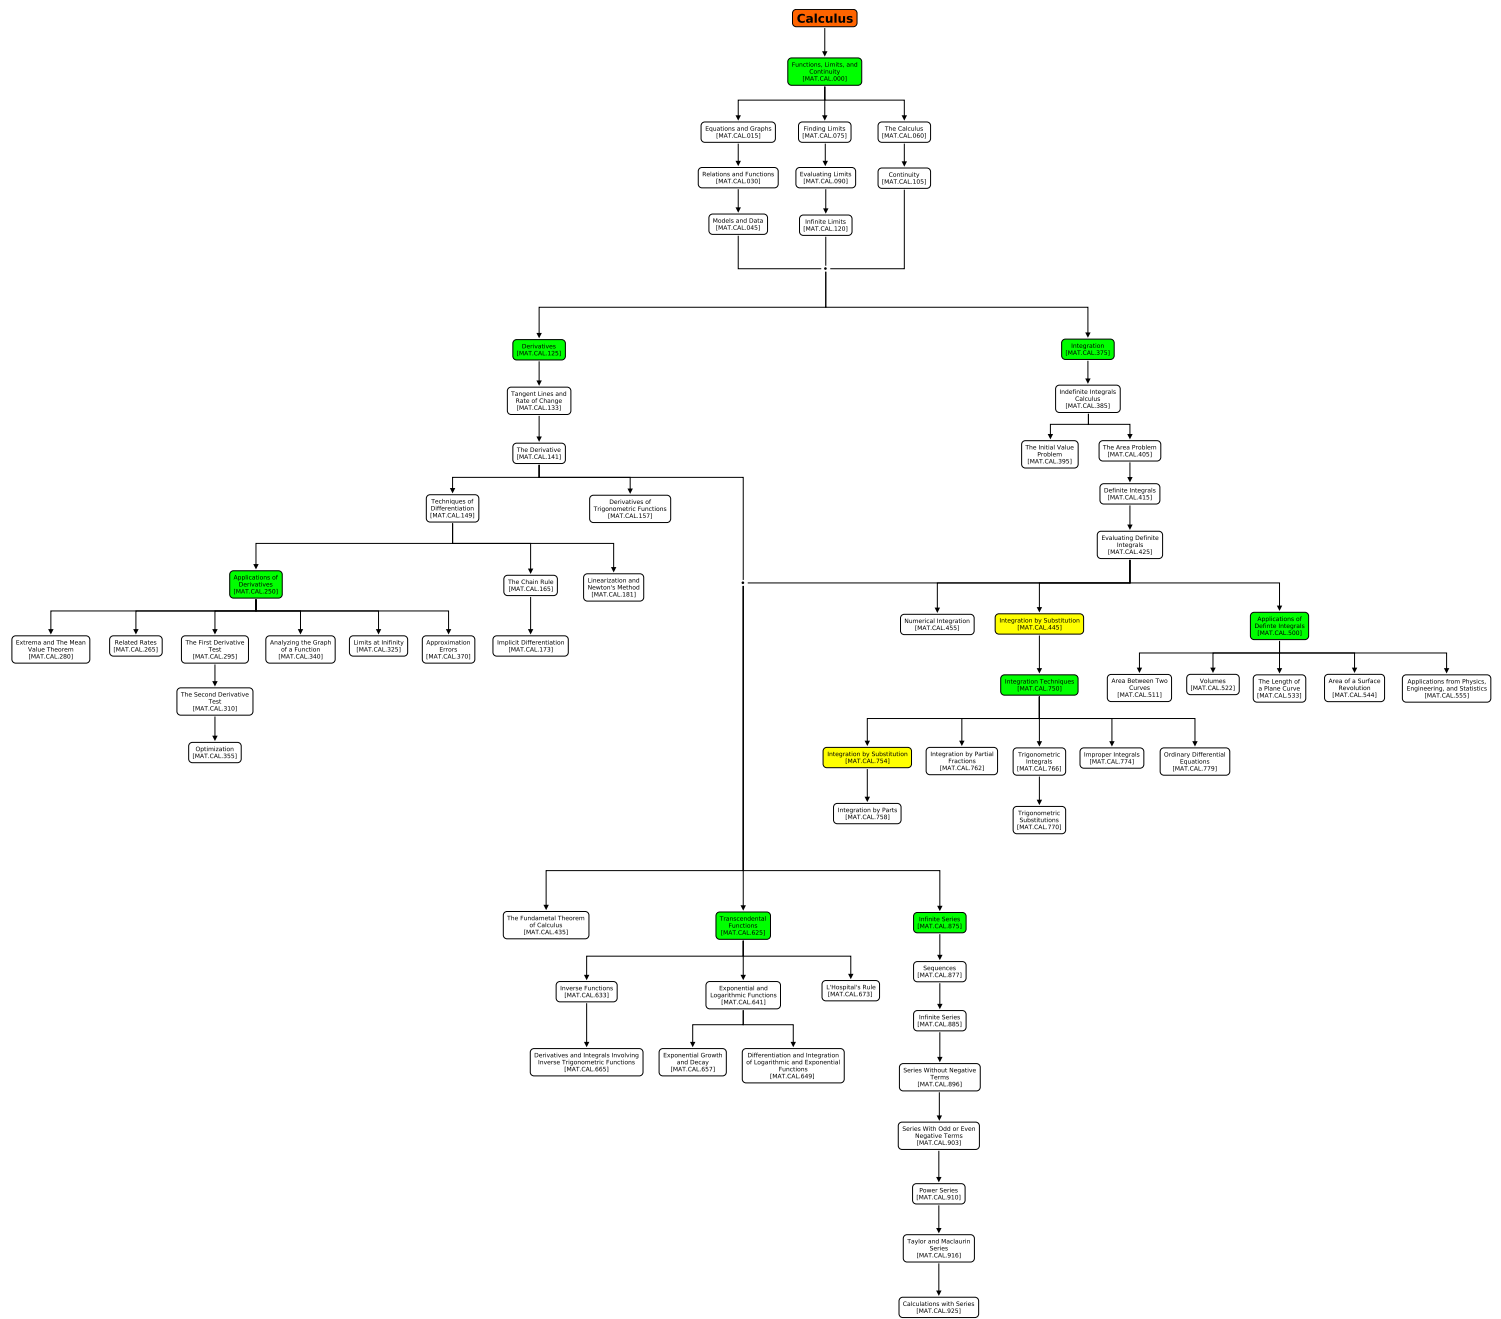 Calculus
Functions, Limits, and
Continuity
[MAT.CAL.000]
Equations and Graphs
[MAT.CAL.015]
Finding Limits
[MAT.CAL.075]
The Calculus
[MAT.CAL.060]
Relations and Functions
[MAT.CAL.030]
Evaluating Limits
[MAT.CAL.090]
Continuity
[MAT.CAL.105]
Models and Data
[MAT.CAL.045]
Infinite Limits
[MAT.CAL.120]
Derivatives
[MAT.CAL.125]
Integration
[MAT.CAL.375]
Tangent Lines and
Rate of Change
[MAT.CAL.133]
Indefinite Integrals
Calculus
[MAT.CAL.385]
The Derivative
[MAT.CAL.141]
The Initial Value
Problem
[MAT.CAL.395]
The Area Problem
[MAT.CAL.405]
Techniques of
Differentiation
[MAT.CAL.149]
Derivatives of
Trigonometric Functions
[MAT.CAL.157]
Definite Integrals
[MAT.CAL.415]
Evaluating Definite
Integrals
[MAT.CAL.425]
Applications of
Derivatives
[MAT.CAL.250]
The Chain Rule
[MAT.CAL.165]
Linearization and
Newton's Method
[MAT.CAL.181]
Numerical Integration
[MAT.CAL.455]
Integration by Substitution
[MAT.CAL.445]
Applications of
Definte Integrals
[MAT.CAL.500]
Extrema and The Mean
Value Theorem
[MAT.CAL.280]
Related Rates
[MAT.CAL.265]
The First Derivative
Test
[MAT.CAL.295]
Analyzing the Graph
of a Function
[MAT.CAL.340]
Limits at Inifinity
[MAT.CAL.325]
Approximation
Errors
[MAT.CAL.370]
Implicit Differentiation
[MAT.CAL.173]
Integration Techniques
[MAT.CAL.750]
Area Between Two
Curves
[MAT.CAL.511]
Volumes
[MAT.CAL.522]
The Length of
a Plane Curve
[MAT.CAL.533]
Area of a Surface
Revolution
[MAT.CAL.544]
Applications from Physics,
Engineering, and Statistics
[MAT.CAL.555]
The Second Derivative
Test
[MAT.CAL.310]
Optimization
[MAT.CAL.355]
Integration by Substitution
[MAT.CAL.754]
Integration by Partial
Fractions
[MAT.CAL.762]
Trigonometric
Integrals
[MAT.CAL.766]
Improper Integrals
[MAT.CAL.774]
Ordinary Differential
Equations
[MAT.CAL.779]
Integration by Parts
[MAT.CAL.758]
Trigonometric
Substitutions
[MAT.CAL.770]
The Fundametal Theorem
of Calculus
[MAT.CAL.435]
Transcendental
Functions
[MAT.CAL.625]
Infinite Series
[MAT.CAL.875]
Inverse Functions
[MAT.CAL.633]
Exponential and
Logarithmic Functions
[MAT.CAL.641]
L'Hospital's Rule
[MAT.CAL.673]
Sequences
[MAT.CAL.877]
Infinite Series
[MAT.CAL.885]
Derivatives and Integrals Involving
Inverse Trigonometric Functions
[MAT.CAL.665]
Exponential Growth
and Decay
[MAT.CAL.657]
Differentiation and Integration
of Logarithmic and Exponential
Functions
[MAT.CAL.649]
Series Without Negative
Terms
[MAT.CAL.896]
Series With Odd or Even
Negative Terms
[MAT.CAL.903]
Power Series
[MAT.CAL.910]
Taylor and Maclaurin
Series
[MAT.CAL.916]
Calculations with Series
[MAT.CAL.925]